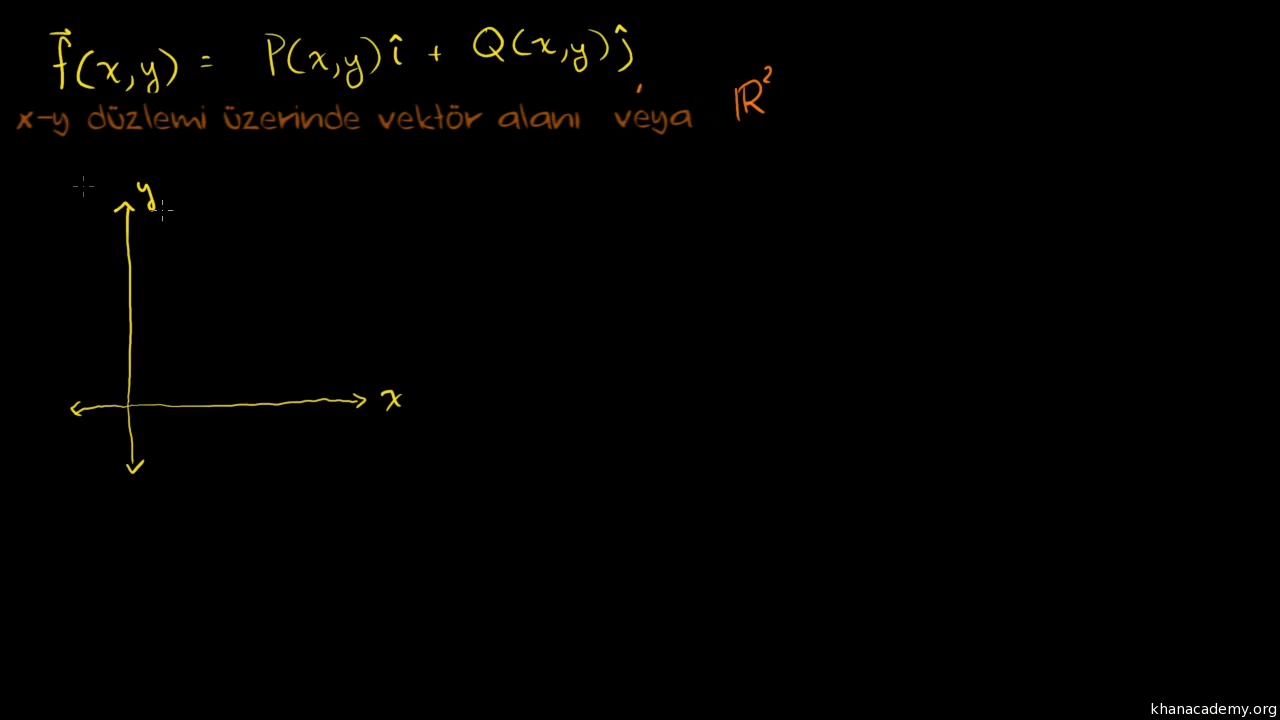 f⃗(x,y) = P(x,y)î + Q(x,y)ĵ
x-y düzlemi üzerinde vektör alanı veya ℝ²
y
x
khanacademy.org